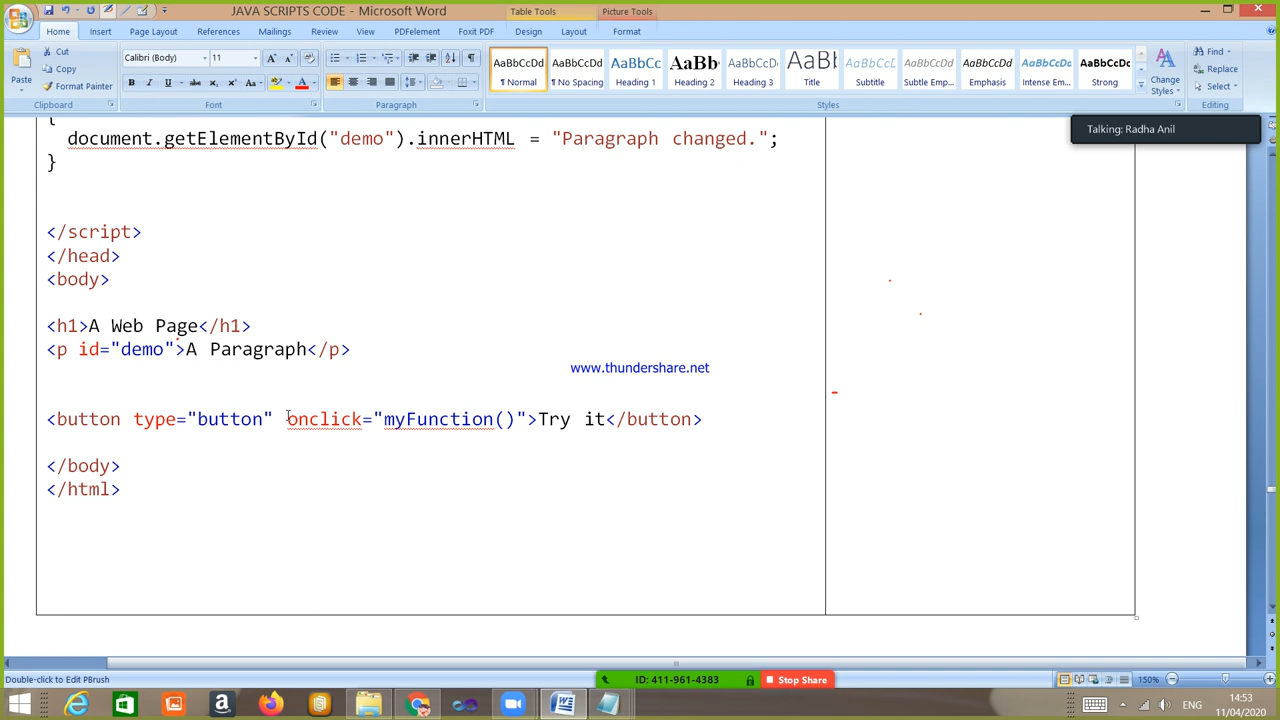 JAVA SCRIPTS CODE - Microsoft Word
Table Tools
Picture Tools
Home
Insert
Page Layout
References
Mailings
Review
View
PDFelement
Foxit PDF
Design
Layout
Format
Paste
Cut
Copy
Format Painter
Clipboard
Calibri (Body)
11
Font
Paragraph
AaBbCcDd
¶ Normal
AaBbCcDd
¶ No Spacing
AaBbCc
Heading 1
AaBb
Heading 2
AaBbCcDd
Heading 3
AaBb
Title
AaBbCcDd
Subtitle
AaBbCcDd
Subtle Emp...
AaBbCcDd
Emphasis
AaBbCcDd
Intense Em...
AaBbCcDc
Strong
Change
Styles
Styles
Find
Replace
Select
Editing
Talking: Radha Anil
{
document.getElementById("demo").innerHTML = "Paragraph changed.";
}
</script>
</head>
<body>
<h1>A Web Page</h1>
<p id="demo">A Paragraph</p>
www.thundershare.net
<button type="button" onclick="myFunction()">Try it</button>
</body>
</html>
Double-click to Edit PBrush
ID: 411-961-4383
Stop Share
150%
ENG
14:53
11/04/2020